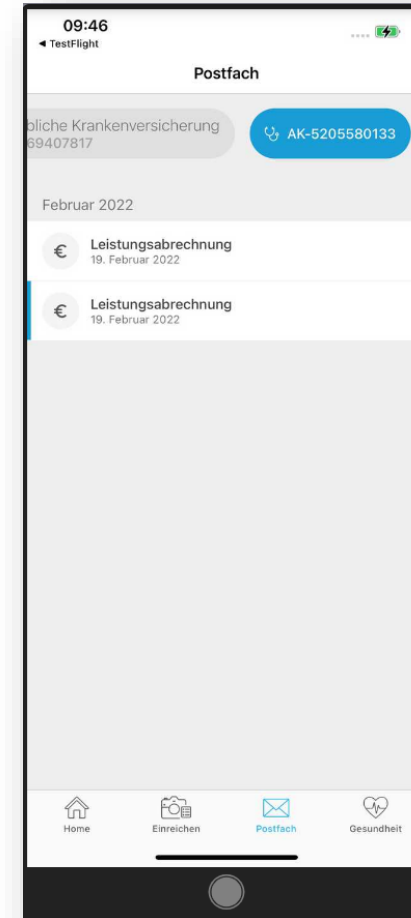 09:46
◀ TestFlight
Postfach
bliche Krankenversicherung
69407817
AK-5205580133
Februar 2022
€
Leistungsabrechnung
19. Februar 2022
€
Leistungsabrechnung
19. Februar 2022
Home
Einreichen
Postfach
Gesundheit